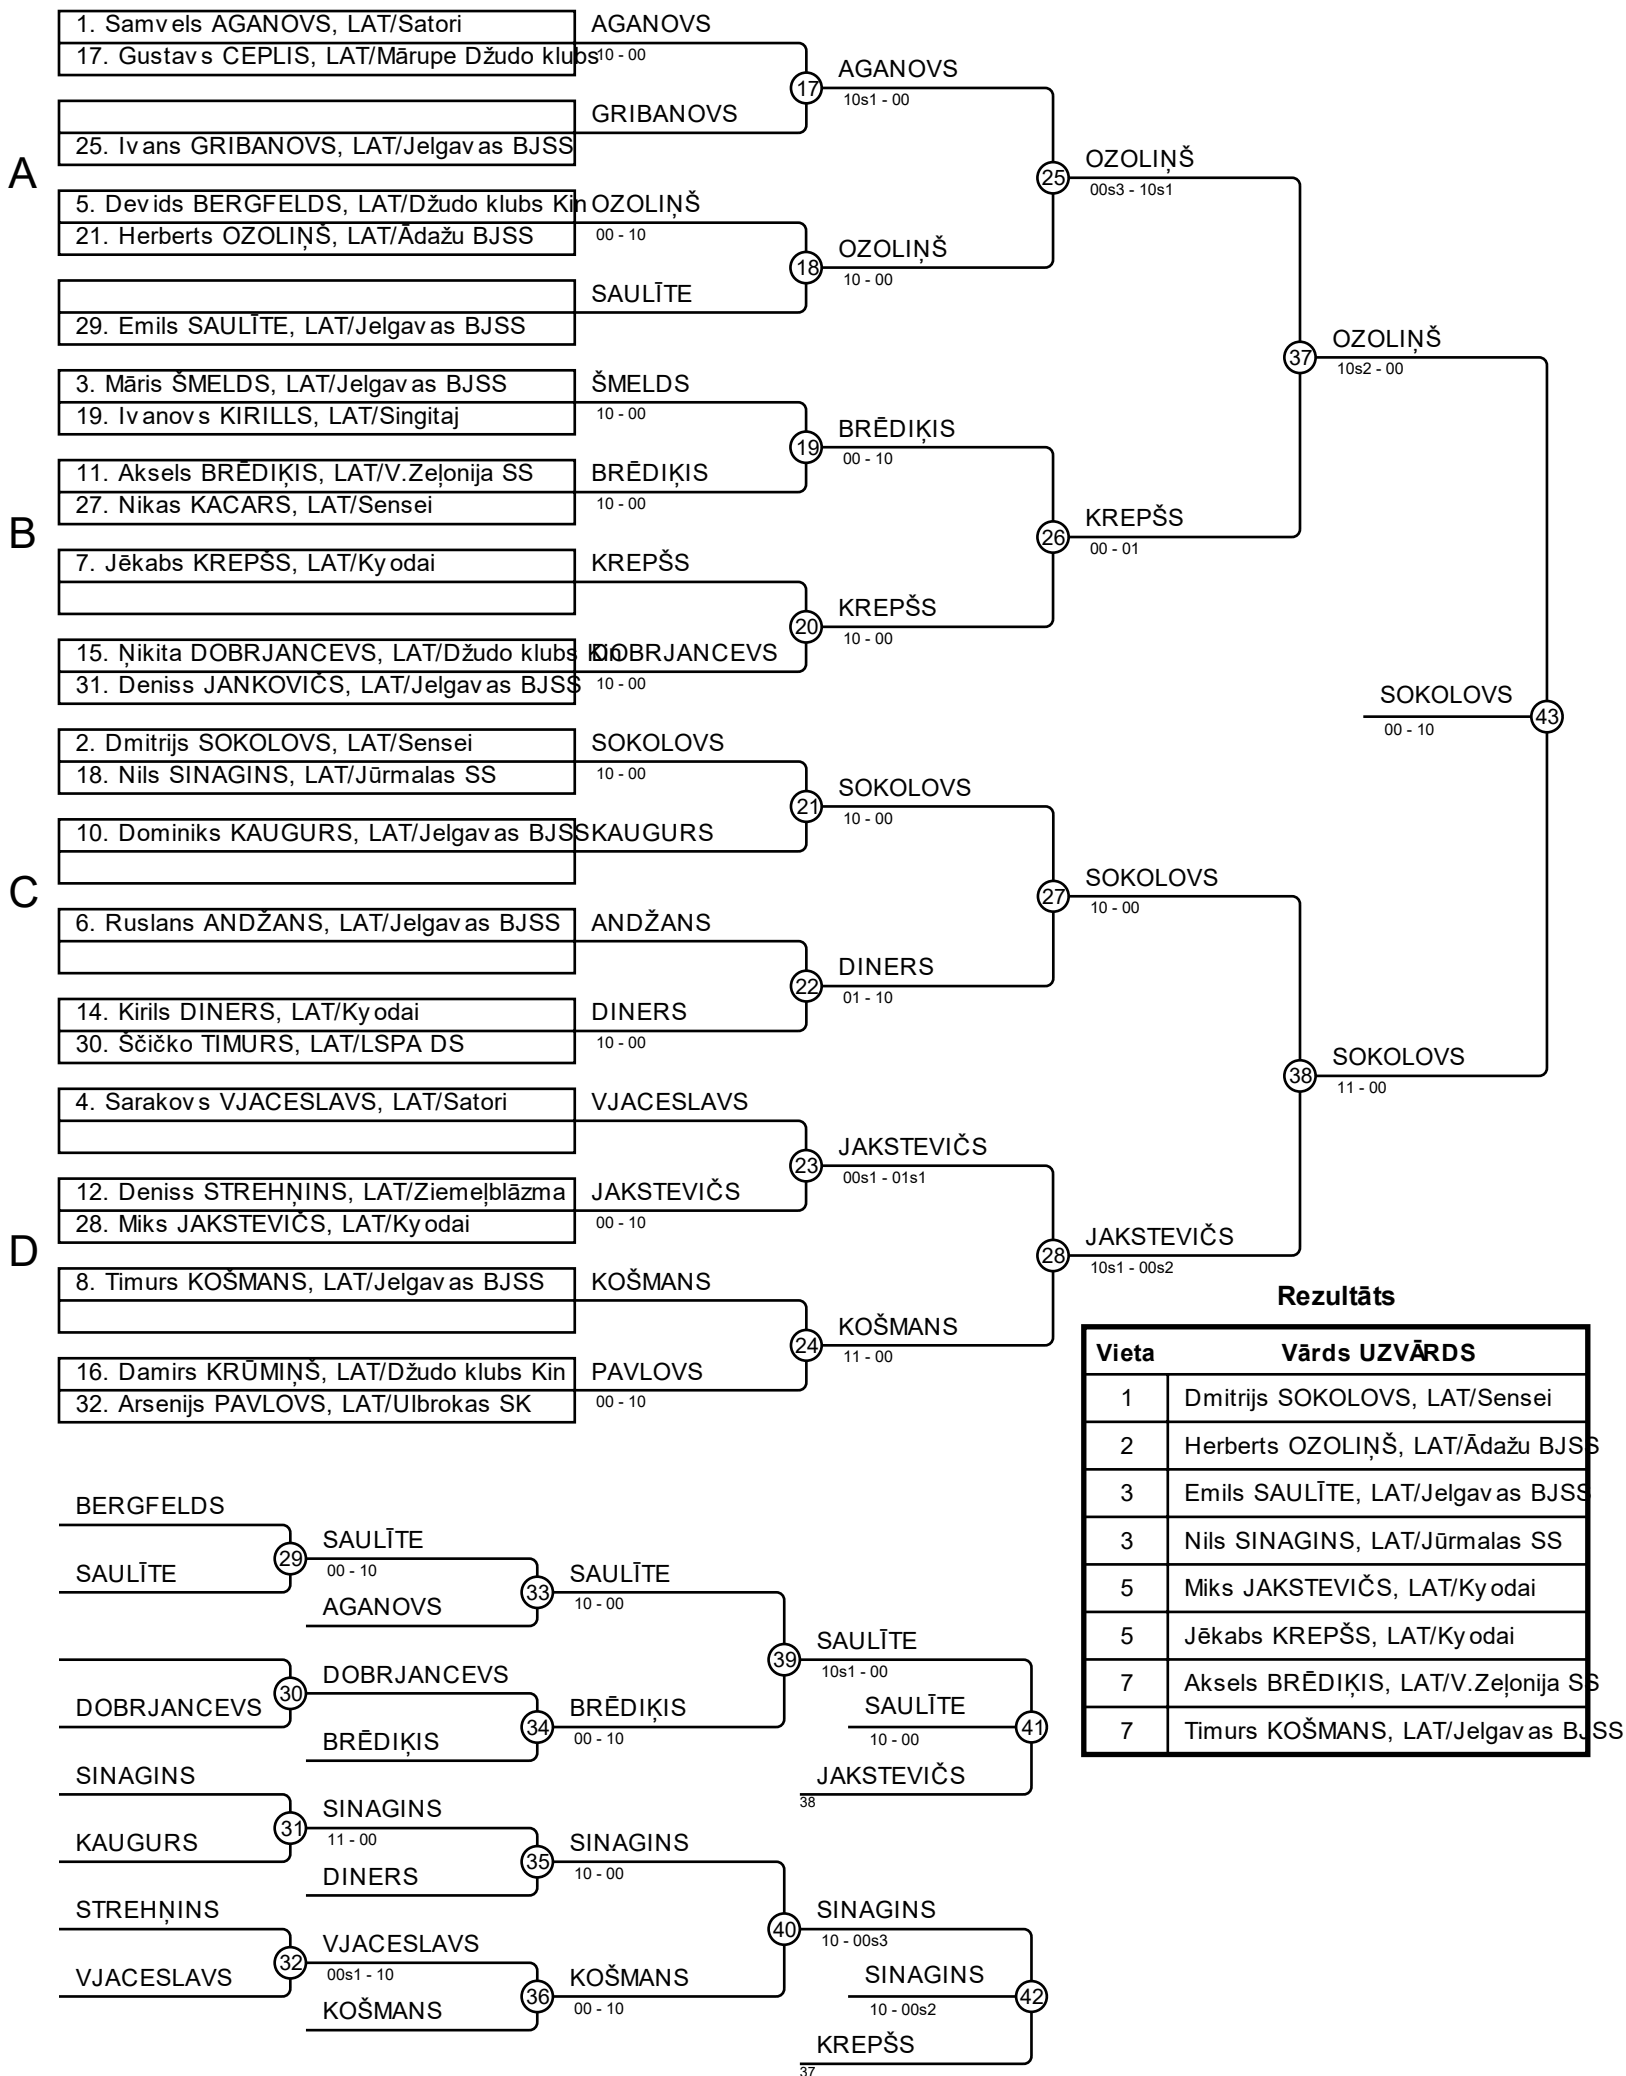 1. Samvels AGANOVS, LAT/Satori
17. Gustavs CEPLIS, LAT/Mārupe Džudo klubs
25. Ivans GRIBANOVS, LAT/Jelgavas BJSS
A
5. Devids BERGFELDS, LAT/Džudo klubs Kin
21. Herberts OZOLIŅŠ, LAT/Ādažu BJSS
29. Emils SAULĪTE, LAT/Jelgavas BJSS
3. Māris ŠMELDS, LAT/Jelgavas BJSS
19. Ivanovs KIRILLS, LAT/Singitaj
11. Aksels BRĒDIĶIS, LAT/V.Zeļonija SS
27. Nikas KACARS, LAT/Sensei
B
7. Jēkabs KREPŠS, LAT/Kyodai
15. Ņikita DOBRJANCEVS, LAT/Džudo klubs Kin
31. Deniss JANKOVIČS, LAT/Jelgavas BJSS
2. Dmitrijs SOKOLOVS, LAT/Sensei
18. Nils SINAGINS, LAT/Jūrmalas SS
10. Dominiks KAUGURS, LAT/Jelgavas BJSS
C
6. Ruslans ANDŽANS, LAT/Jelgavas BJSS
14. Kirils DINERS, LAT/Kyodai
30. Ščičko TIMURS, LAT/LSPA DS
4. Sarakovs VJACESLAVS, LAT/Satori
12. Deniss STREHŅINS, LAT/Ziemeļblāzma
28. Miks JAKSTEVIČS, LAT/Kyodai
D
8. Timurs KOŠMANS, LAT/Jelgavas BJSS
16. Damirs KRŪMIŅŠ, LAT/Džudo klubs Kin
32. Arsenijs PAVLOVS, LAT/Ulbrokas SK
AGANOVS
10 - 00
GRIBANOVS
OZOLIŅŠ
00 - 10
SAULĪTE
ŠMELDS
10 - 00
BRĒDIĶIS
10 - 00
KREPŠS
DOBRJANCEVS
10 - 00
SOKOLOVS
10 - 00
KAUGURS
ANDŽANS
DINERS
10 - 00
VJACESLAVS
JAKSTEVIČS
00 - 10
KOŠMANS
PAVLOVS
00 - 10
17
AGANOVS
10s1 - 00
18
OZOLIŅŠ
10 - 00
19
BRĒDIĶIS
00 - 10
20
KREPŠS
10 - 00
21
SOKOLOVS
10 - 00
22
DINERS
01 - 10
23
JAKSTEVIČS
00s1 - 01s1
24
KOŠMANS
11 - 00
25
OZOLIŅŠ
00s3 - 10s1
26
KREPŠS
00 - 01
27
SOKOLOVS
10 - 00
28
JAKSTEVIČS
10s1 - 00s2
37
OZOLIŅŠ
10s2 - 00
38
SOKOLOVS
11 - 00
SOKOLOVS
43
00 - 10
Rezultāts
Vieta Vārds UZVĀRDS
1 Dmitrijs SOKOLOVS, LAT/Sensei
2 Herberts OZOLIŅŠ, LAT/Ādažu BJSS
3 Emils SAULĪTE, LAT/Jelgavas BJSS
3 Nils SINAGINS, LAT/Jūrmalas SS
5 Miks JAKSTEVIČS, LAT/Kyodai
5 Jēkabs KREPŠS, LAT/Kyodai
7 Aksels BRĒDIĶIS, LAT/V.Zeļonija SS
7 Timurs KOŠMANS, LAT/Jelgavas BJSS
BERGFELDS
SAULĪTE
DOBRJANCEVS
SINAGINS
KAUGURS
STREHŅINS
VJACESLAVS
29
SAULĪTE
00 - 10
AGANOVS
30
DOBRJANCEVS
BRĒDIĶIS
31
SINAGINS
11 - 00
DINERS
32
VJACESLAVS
00s1 - 10
KOŠMANS
33
SAULĪTE
10 - 00
34
BRĒDIĶIS
00 - 10
35
SINAGINS
10 - 00
36
KOŠMANS
00 - 10
39
SAULĪTE
10s1 - 00
SAULĪTE
41
10 - 00
JAKSTEVIČS
38
40
SINAGINS
10 - 00s3
SINAGINS
42
10 - 00s2
KREPŠS
37